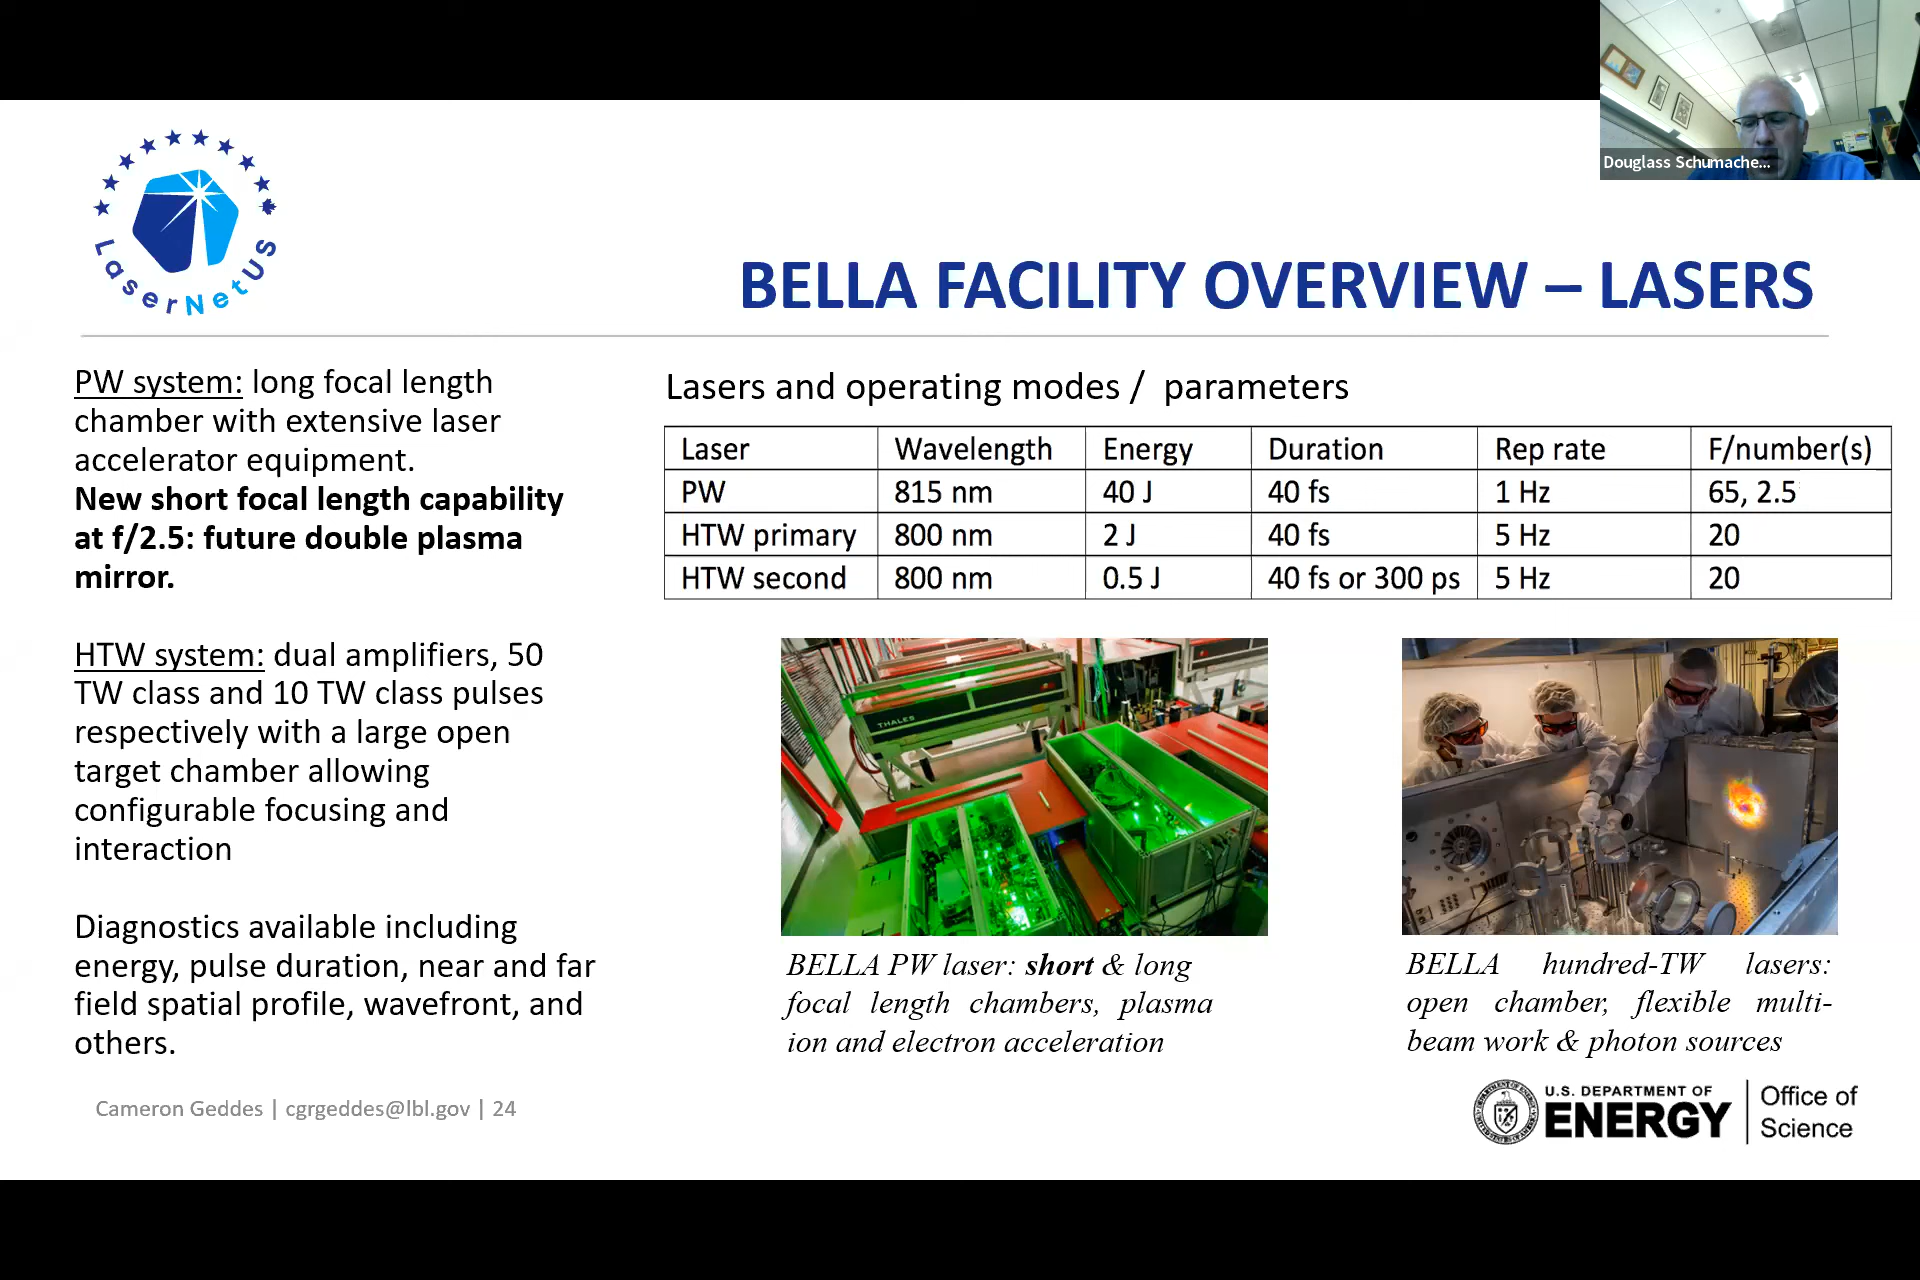 Douglass Schumache...
LaserNetUS
BELLA FACILITY OVERVIEW – LASERS
PW system: long focal length
chamber with extensive laser
accelerator equipment.
New short focal length capability
at f/2.5: future double plasma
mirror.
HTW system: dual amplifiers, 50
TW class and 10 TW class pulses
respectively with a large open
target chamber allowing
configurable focusing and
interaction
Diagnostics available including
energy, pulse duration, near and far
field spatial profile, wavefront, and
others.
Lasers and operating modes / parameters
Laser Wavelength Energy Duration Rep rate F/number(s)
PW 815 nm 40 J 40 fs 1 Hz 65, 2.5
HTW primary 800 nm 2 J 40 fs 5 Hz 20
HTW second 800 nm 0.5 J 40 fs or 300 ps 5 Hz 20
THALES
BELLA PW laser: short & long
focal length chambers, plasma
ion and electron acceleration
BELLA hundred-TW lasers:
open chamber, flexible multi-
beam work & photon sources
Cameron Geddes | cgrgeddes@lbl.gov | 24
U.S. DEPARTMENT OF
ENERGY
Office of
Science